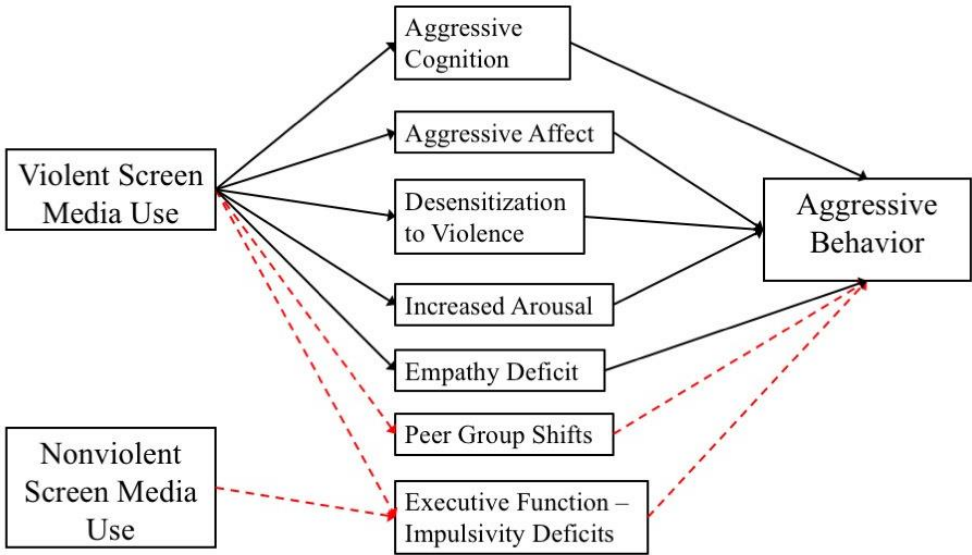 Aggressive
Cognition
Aggressive Affect
Violent Screen
Media Use
Desensitization
to Violence
Aggressive
Behavior
Increased Arousal
Empathy Deficit
Peer Group Shifts
Nonviolent
Screen Media
Use
Executive Function –
Impulsivity Deficits